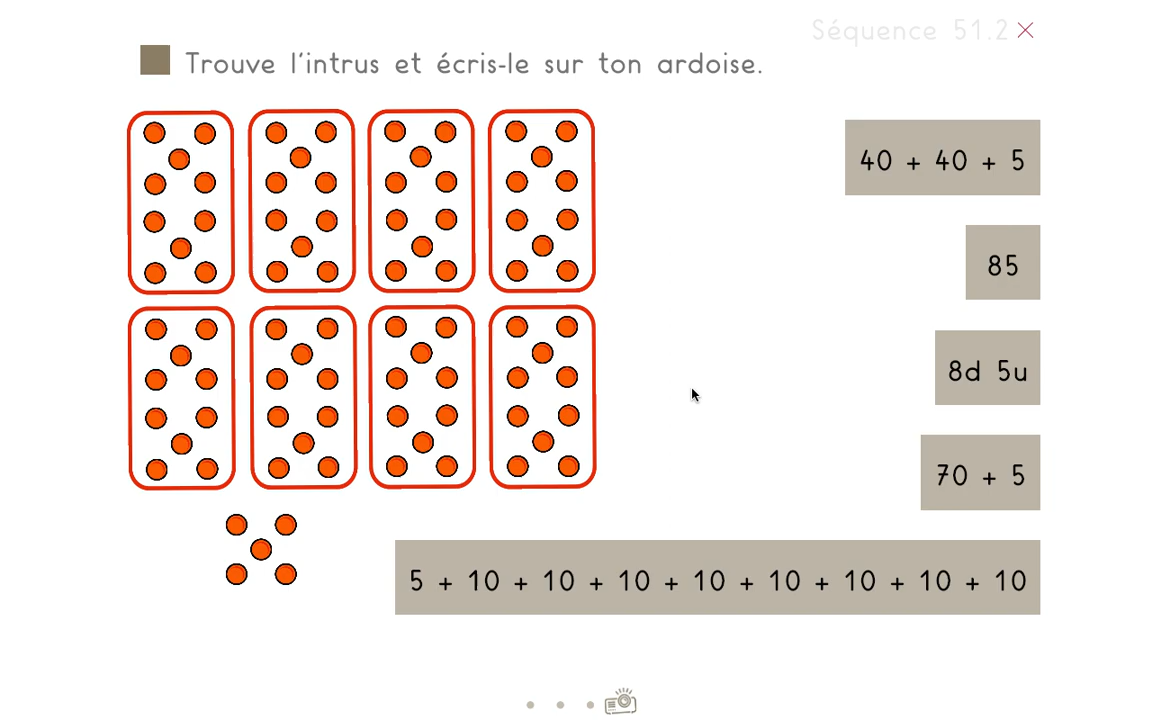 Séquence 51.2
Trouve l'intrus et écris-le sur ton ardoise.
40 + 40 + 5
85
8d 5u
70 + 5
5 + 10 + 10 + 10 + 10 + 10 + 10 + 10 + 10